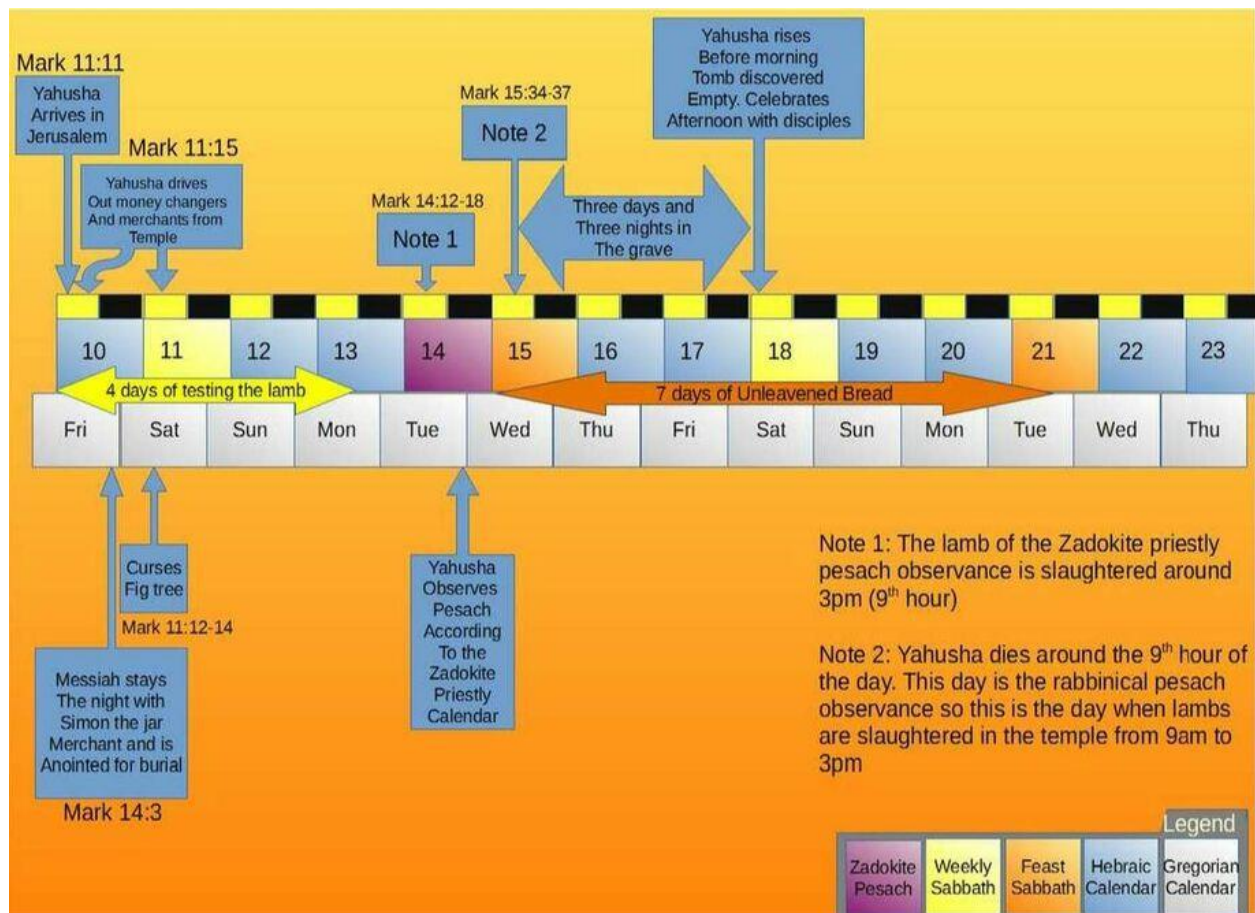 Mark 11:11
Yahusha
Arrives in
Jerusalem
Mark 11:15
Yahusha drives
Out money changers
And merchants from
Temple
Mark 14:12-18
Note 1
Mark 15:34-37
Note 2
Three days and
Three nights in
The grave
Yahusha rises
Before morning
Tomb discovered
Empty. Celebrates
Afternoon with disciples
10 11 12 13 14 15 16 17 18 19 20 21 22 23
4 days of testing the lamb
7 days of Unleavened Bread
Fri Sat Sun Mon Tue Wed Thu Fri Sat Sun Mon Tue Wed Thu
Curses
Fig tree
Mark 11:12-14
Messiah stays
The night with
Simon the jar
Merchant and is
Anointed for burial
Mark 14:3
Yahusha
Observes
Pesach
According
To the
Zadokite
Priestly
Calendar
Note 1: The lamb of the Zadokite priestly
pesach observance is slaughtered around
3pm (9th hour)
Note 2: Yahusha dies around the 9th hour of
the day. This day is the rabbinical pesach
observance so this is the day when lambs
are slaughtered in the temple from 9am to
3pm
Legend
Zadokite
Pesach
Weekly
Sabbath
Feast
Sabbath
Hebraic
Calendar
Gregorian
Calendar